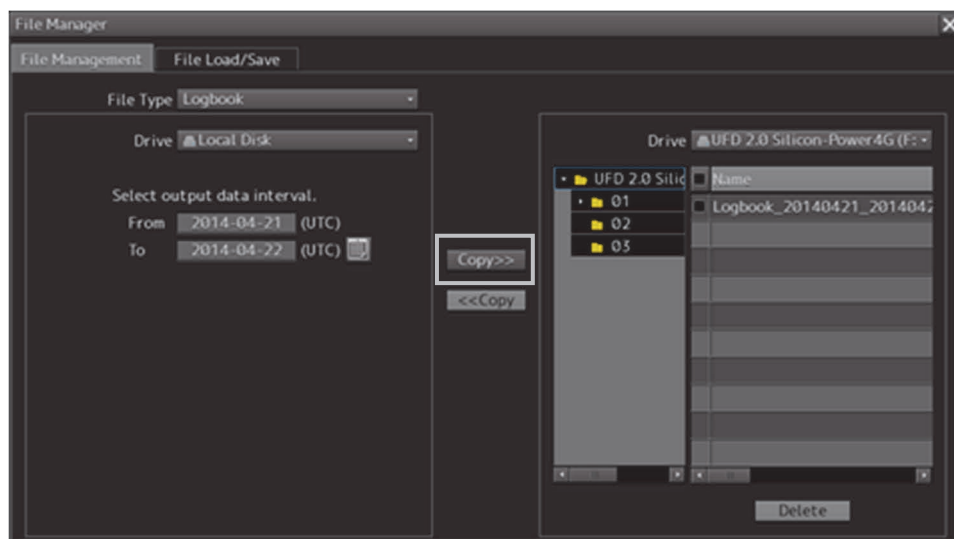 File Manager
File Management File Load/Save
File Type Logbook
Drive Local Disk
Select output data interval.
From 2014-04-21 (UTC)
To 2014-04-22 (UTC)
Copy>>
<<Copy
Drive UFD 2.0 Silicon-Power4G (F:
UFD 2.0 Silic
01
02
03
Name
Logbook_20140421_2014042
Delete